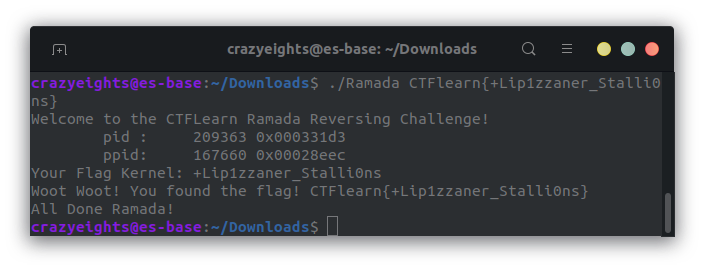 crazyeights@es-base: ~/Downloads
crazyeights@es-base:~/Downloads$ ./Ramada CTFlearn{+Lip1zzaner_Stalli0
ns}
Welcome to the CTFLearn Ramada Reversing Challenge!
pid : 209363 0x000331d3
ppid: 167660 0x00028eec
Your Flag Kernel: +Lip1zzaner_Stalli0ns
Woot Woot! You found the flag! CTFlearn{+Lip1zzaner_Stalli0ns}
All Done Ramada!
crazyeights@es-base:~/Downloads$